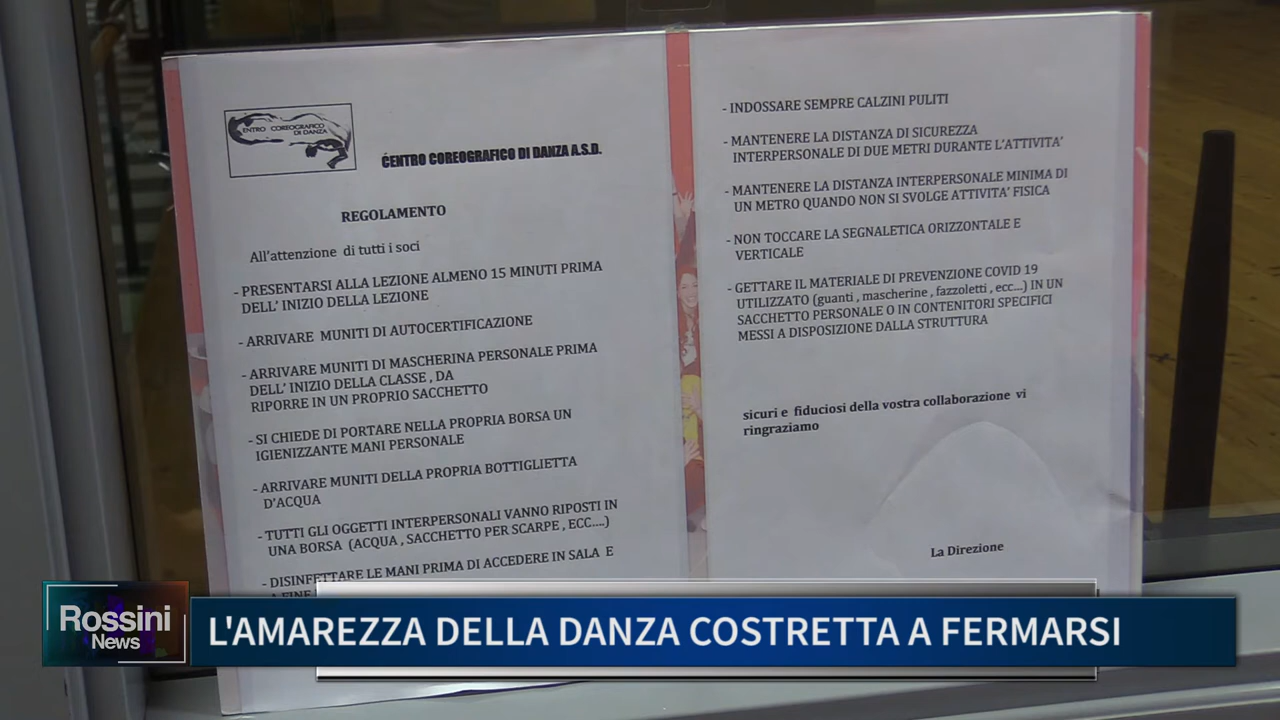 ENTRO COREOGRAFICO
DI DANZA
CENTRO COREOGRAFICO DI DANZA A.S.D.
REGOLAMENTO
All'attenzione di tutti i soci
- PRESENTARSI ALLA LEZIONE ALMENO 15 MINUTI PRIMA
DELL' INIZIO DELLA LEZIONE
- ARRIVARE MUNITI DI AUTOCERTIFICAZIONE
- ARRIVARE MUNITI DI MASCHERINA PERSONALE PRIMA
DELL' INIZIO DELLA CLASSE , DA
RIPORRE IN UN PROPRIO SACCHETTO
- SI CHIEDE DI PORTARE NELLA PROPRIA BORSA UN
IGIENIZZANTE MANI PERSONALE
- ARRIVARE MUNITI DELLA PROPRIA BOTTIGLIETTA
D'ACQUA
- TUTTI GLI OGGETTI INTERPERSONALI VANNO RIPOSTI IN
UNA BORSA (ACQUA , SACCHETTO PER SCARPE , ECC....)
- DISINFETTARE LE MANI PRIMA DI ACCEDERE IN SALA E
A FINE
- INDOSSARE SEMPRE CALZINI PULITI
- MANTENERE LA DISTANZA DI SICUREZZA
INTERPERSONALE DI DUE METRI DURANTE L'ATTIVITA'
- MANTENERE LA DISTANZA INTERPERSONALE MINIMA DI
UN METRO QUANDO NON SI SVOLGE ATTIVITA' FISICA
- NON TOCCARE LA SEGNALETICA ORIZZONTALE E
VERTICALE
- GETTARE IL MATERIALE DI PREVENZIONE COVID 19
UTILIZZATO (guanti , mascherine , fazzoletti , ecc...) IN UN
SACCHETTO PERSONALE O IN CONTENITORI SPECIFICI
MESSI A DISPOSIZIONE DALLA STRUTTURA
sicuri e fiduciosi della vostra collaborazione vi
ringraziamo
La Direzione
Rossini
News
L'AMAREZZA DELLA DANZA COSTRETTA A FERMARSI